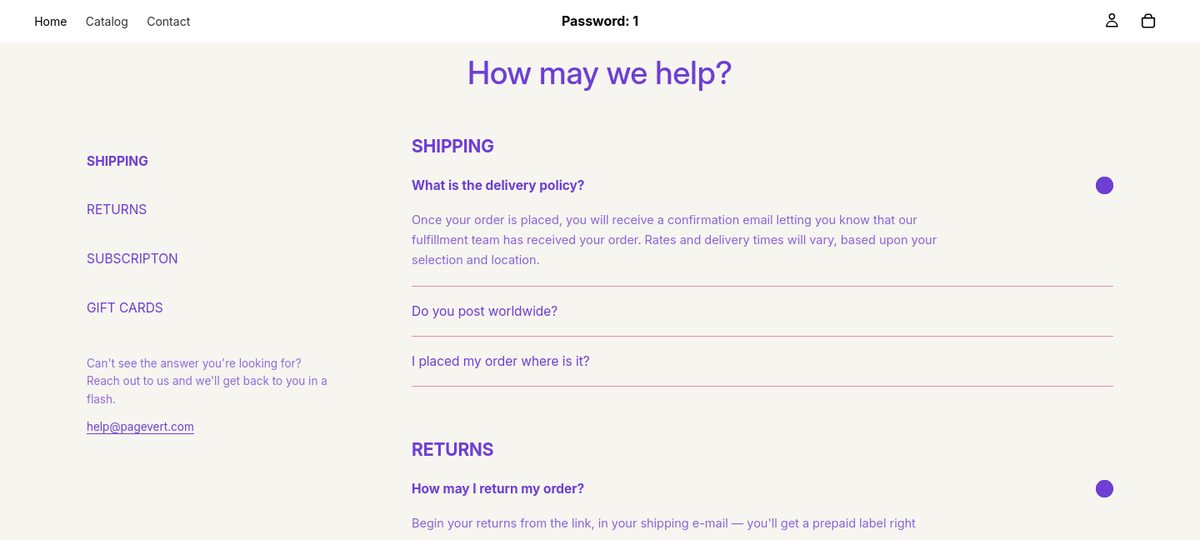 Home Catalog Contact
Password: 1
How may we help?
SHIPPING
RETURNS
SUBSCRIPTON
GIFT CARDS
Can't see the answer you're looking for?
Reach out to us and we'll get back to you in a
flash.
help@pagevert.com
SHIPPING
What is the delivery policy?
Once your order is placed, you will receive a confirmation email letting you know that our
fulfillment team has received your order. Rates and delivery times will vary, based upon your
selection and location.
Do you post worldwide?
I placed my order where is it?
RETURNS
How may I return my order?
Begin your returns from the link, in your shipping e-mail — you'll get a prepaid label right